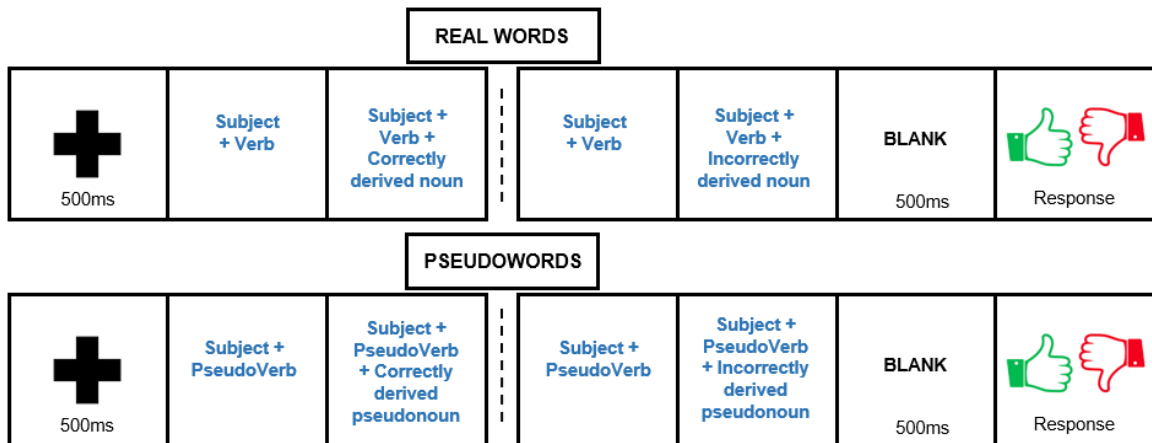 REAL WORDS
500ms
Subject
+ Verb
Subject +
Verb +
Correctly
derived noun
Subject
+ Verb
Subject +
Verb +
Incorrectly
derived noun
BLANK
500ms
Response
PSEUDOWORDS
500ms
Subject +
PseudoVerb
Subject +
PseudoVerb
+ Correctly
derived
pseudonoun
Subject +
PseudoVerb
Subject +
PseudoVerb
+ Incorrectly
derived
pseudonoun
BLANK
500ms
Response